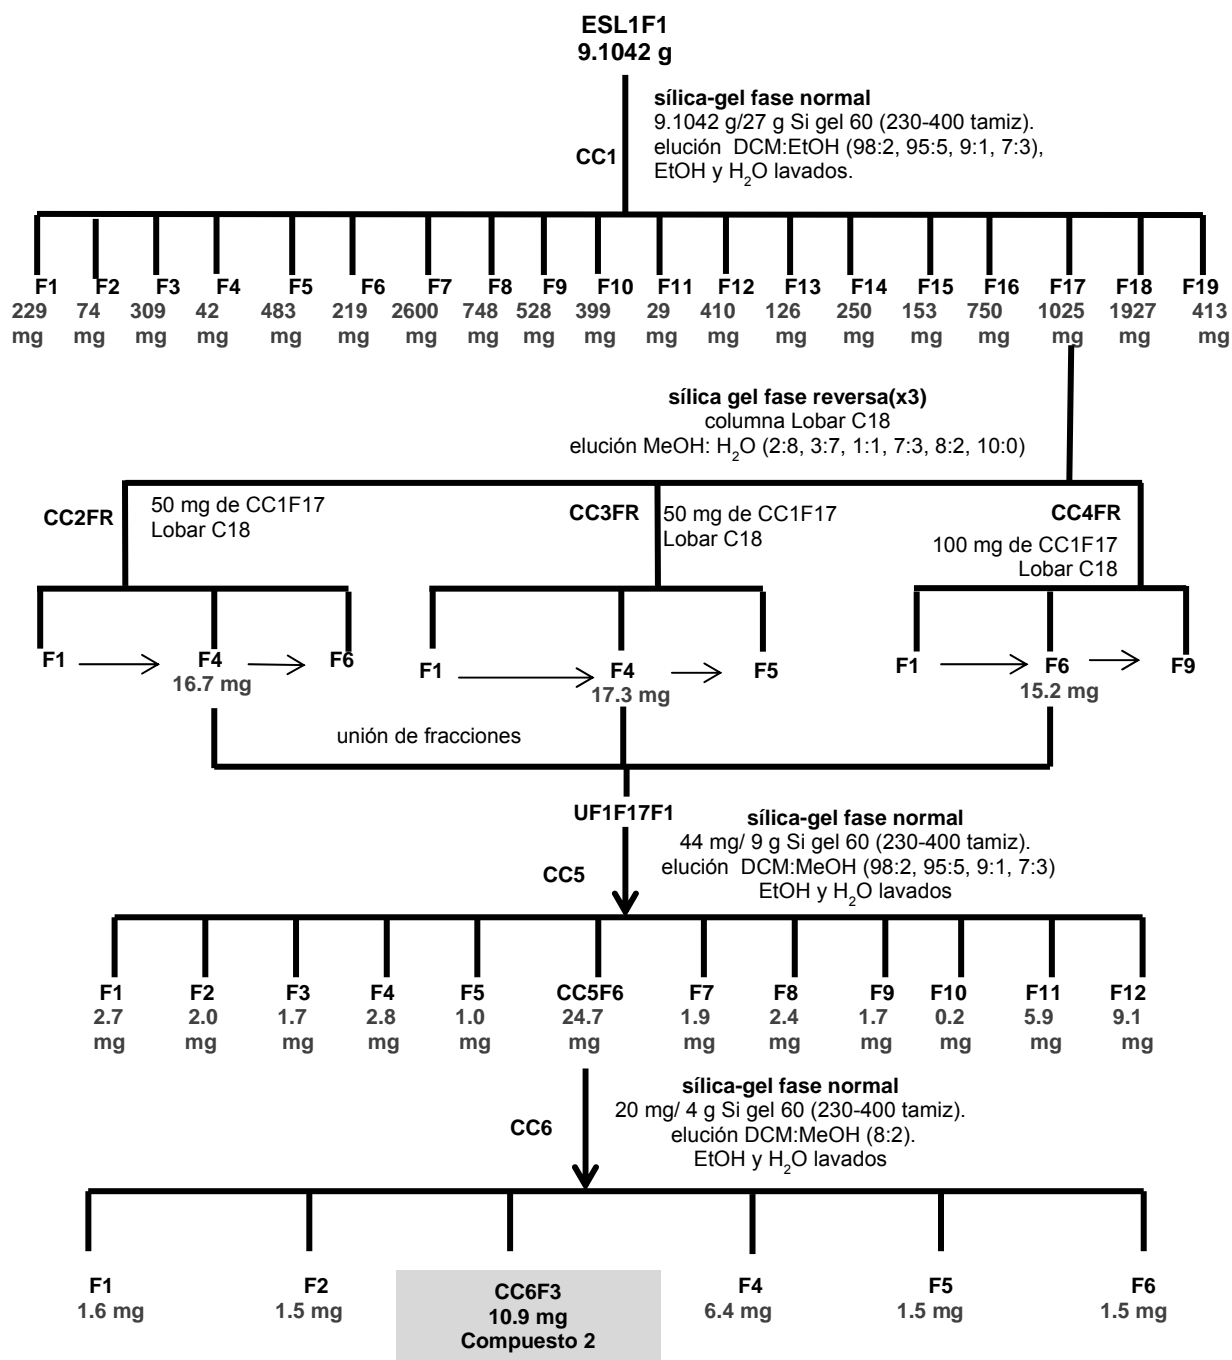 ESL1F1
9.1042 g
sílica-gel fase normal
9.1042 g/27 g Si gel 60 (230-400 tamiz).
elución DCM:EtOH (98:2, 95:5, 9:1, 7:3),
EtOH y H2O lavados.
CC1
F1 F2 F3 F4 F5 F6 F7 F8 F9 F10 F11 F12 F13 F14 F15 F16 F17 F18 F19
229 74 309 42 483 219 2600 748 528 399 29 410 126 250 153 750 1025 1927 413
mg mg mg mg mg mg mg mg mg mg mg mg mg mg mg mg mg mg mg
sílica gel fase reversa(x3)
columna Lobar C18
elución MeOH: H2O (2:8, 3:7, 1:1, 7:3, 8:2, 10:0)
CC2FR
50 mg de CC1F17
Lobar C18
CC3FR
50 mg de CC1F17
Lobar C18
CC4FR
100 mg de CC1F17
Lobar C18
F1 F4 F6
16.7 mg
F1 F4 F5
17.3 mg
F1 F6 F9
15.2 mg
unión de fracciones
UF1F17F1
sílica-gel fase normal
44 mg/ 9 g Si gel 60 (230-400 tamiz).
elución DCM:MeOH (98:2, 95:5, 9:1, 7:3)
EtOH y H2O lavados
CC5
F1 F2 F3 F4 F5 CC5F6 F7 F8 F9 F10 F11 F12
2.7 2.0 1.7 2.8 1.0 24.7 1.9 2.4 1.7 0.2 5.9 9.1
mg mg mg mg mg mg mg mg mg mg mg mg
sílica-gel fase normal
20 mg/ 4 g Si gel 60 (230-400 tamiz).
elución DCM:MeOH (8:2).
EtOH y H2O lavados
CC6
F1 F2 CC6F3 F4 F5 F6
1.6 mg 1.5 mg 10.9 mg 6.4 mg 1.5 mg 1.5 mg
Compuesto 2